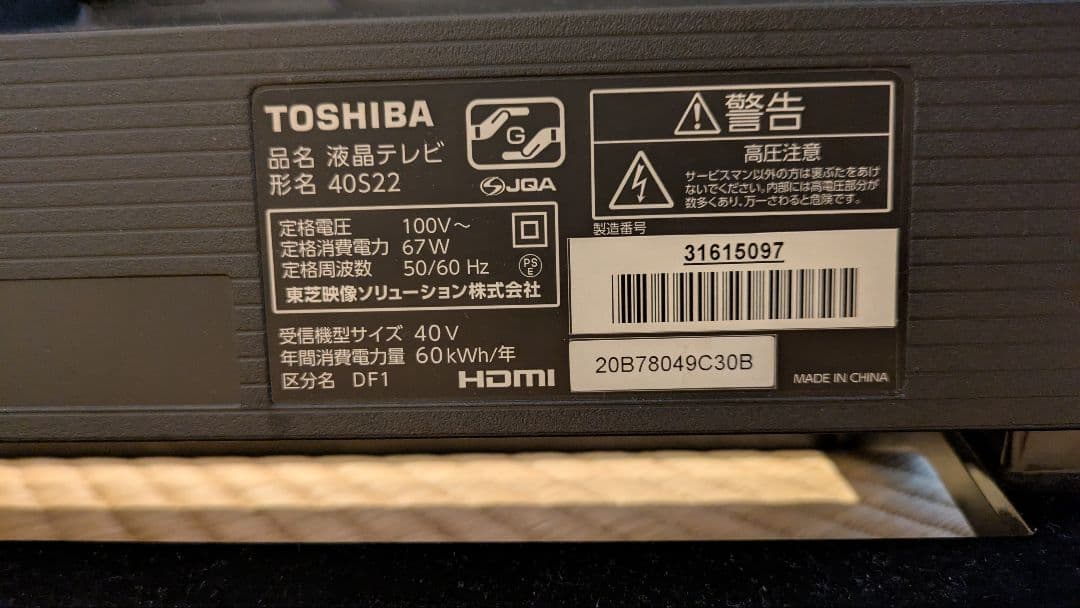 TOSHIBA
品名 液晶テレビ
形名 40S22
G
JQA
定格電圧 100V～
定格消費電力 67W
定格周波数 50/60 Hz
PS
E
東芝映像ソリューション株式会社
受信機型サイズ 40V
年間消費電力量 60kWh/年
区分名 DF1
HDMI
警告
高圧注意
サービスマン以外の方は裏ぶたをあけ
ないでください。内部には高電圧部分が
数多くあり、万一さわると危険です。
製造番号
31615097
20B78049C30B
MADE IN CHINA